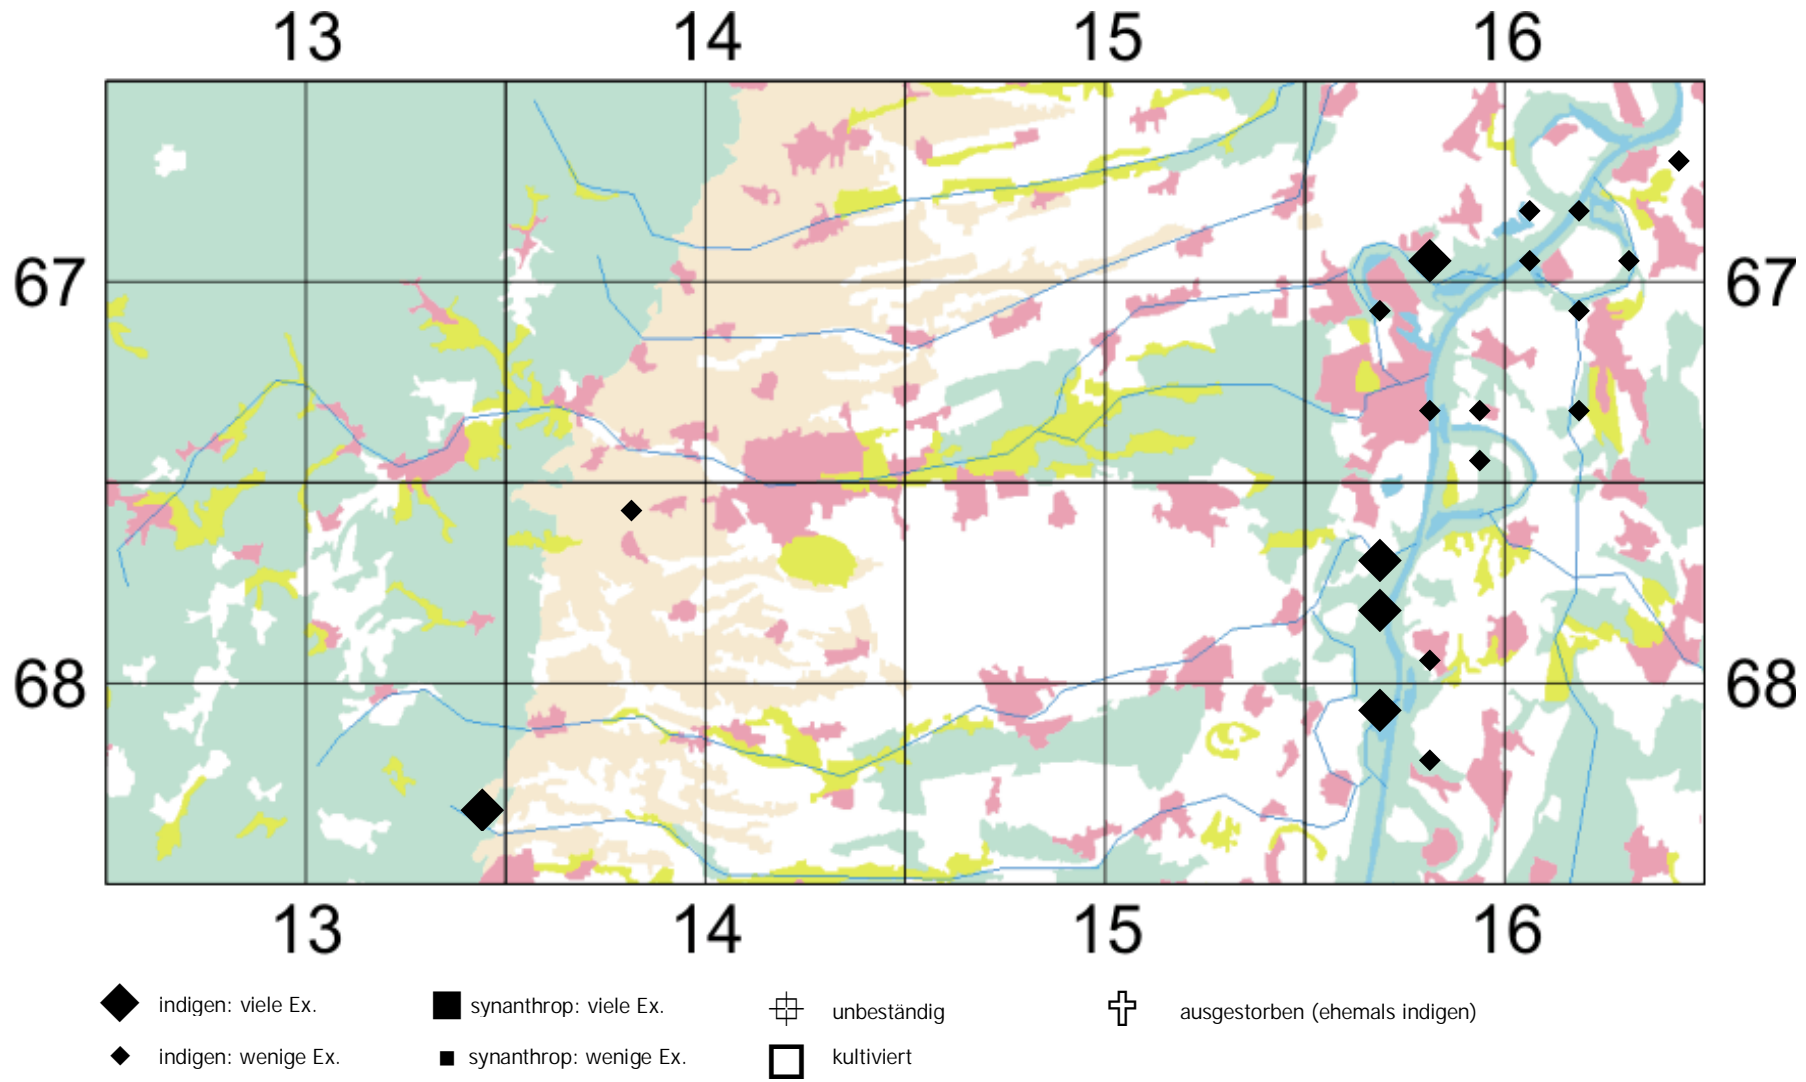 13 14 15 16
67 67
68 68
13 14 15 16
indigen: viele Ex. synanthrop: viele Ex. unbeständig ausgestorben (ehemals indigen)
indigen: wenige Ex. synanthrop: wenige Ex. kultiviert